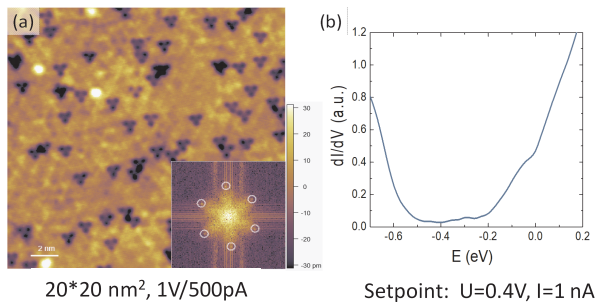 (a)
30
20
10
0
-10
-20
-30 pm
2 nm
20*20 nm², 1V/500pA
(b)
dI/dV (a.u.)
1.2
1.0
0.8
0.6
0.4
0.2
0.0
-0.6 -0.4 -0.2 0.0 0.2
E (eV)
Setpoint: U=0.4V, I=1 nA